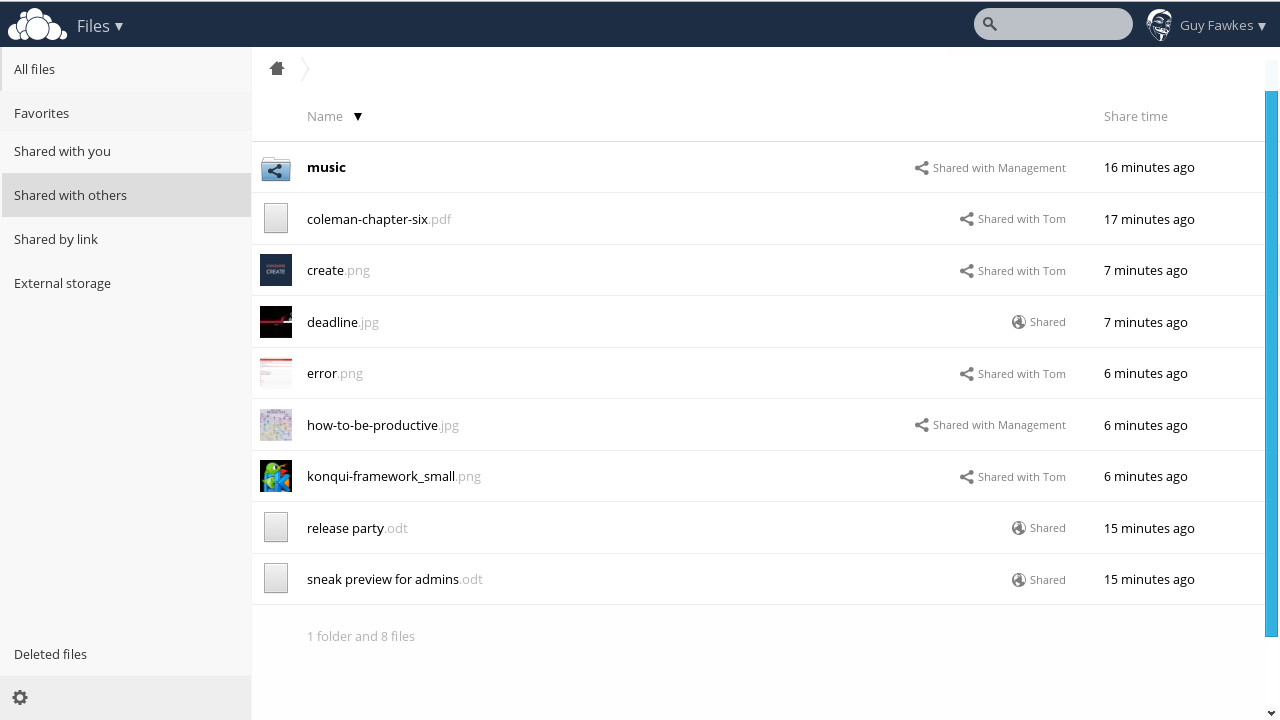 Files ▼
Guy Fawkes ▼
All files
Favorites
Shared with you
Shared with others
Shared by link
External storage
Deleted files
Name ▼ Share time
music Shared with Management 16 minutes ago
coleman-chapter-six.pdf Shared with Tom 17 minutes ago
CREATE
create.png Shared with Tom 7 minutes ago
deadline.jpg Shared 7 minutes ago
error.png Shared with Tom 6 minutes ago
how-to-be-productive.jpg Shared with Management 6 minutes ago
konqui-framework_small.png Shared with Tom 6 minutes ago
release party.odt Shared 15 minutes ago
sneak preview for admins.odt Shared 15 minutes ago
1 folder and 8 files